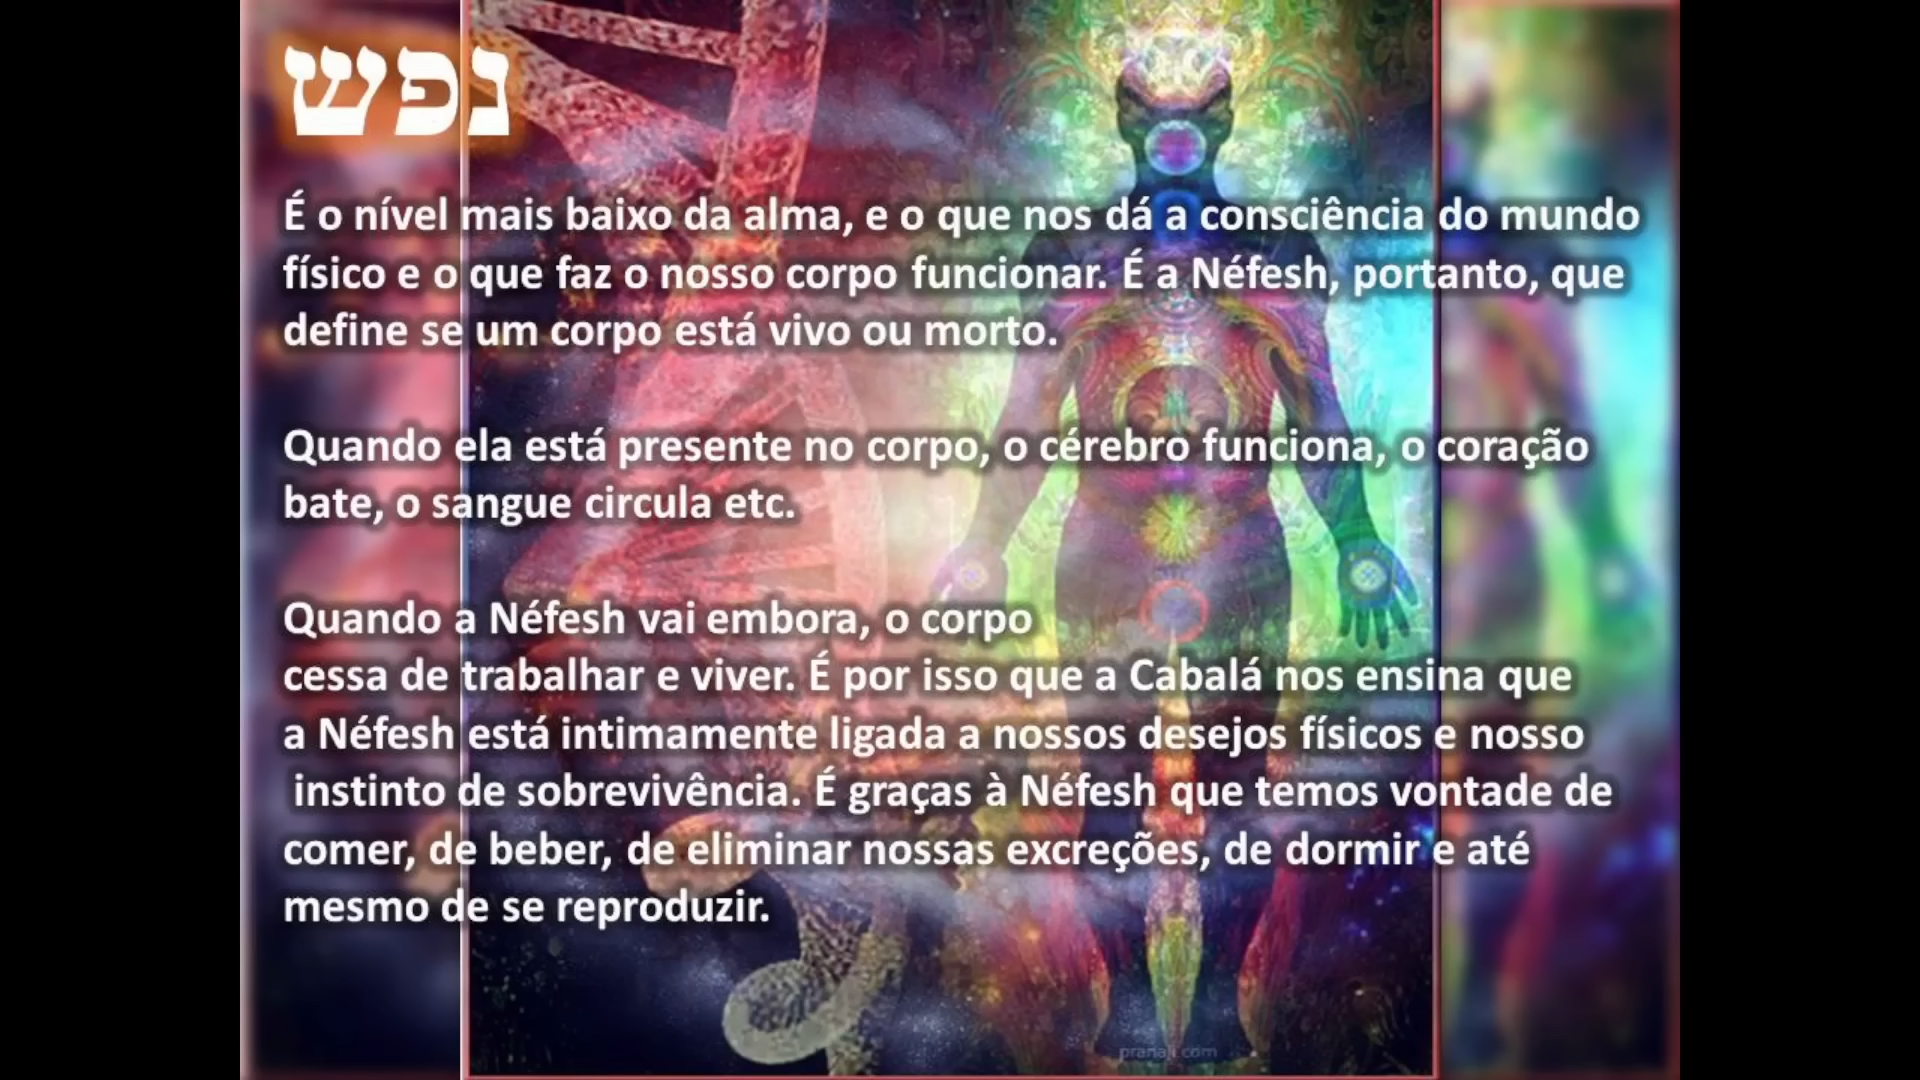 נפש
É o nível mais baixo da alma, e o que nos dá a consciência do mundo
físico e o que faz o nosso corpo funcionar. É a Néfesh, portanto, que
define se um corpo está vivo ou morto.
Quando ela está presente no corpo, o cérebro funciona, o coração
bate, o sangue circula etc.
Quando a Néfesh vai embora, o corpo
cessa de trabalhar e viver. É por isso que a Cabalá nos ensina que
a Néfesh está intimamente ligada a nossos desejos físicos e nosso
instinto de sobrevivência. É graças à Néfesh que temos vontade de
comer, de beber, de eliminar nossas excreções, de dormir e até
mesmo de se reproduzir.